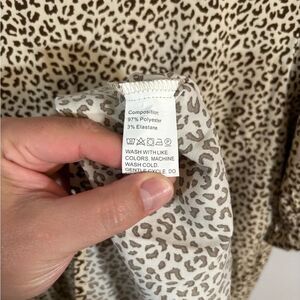 Composition:
97% Polyester
3% Elastane
WASH WITH LIKE
COLORS, MACHINE
WASH COLD.
GENTLE CYCLE, DO